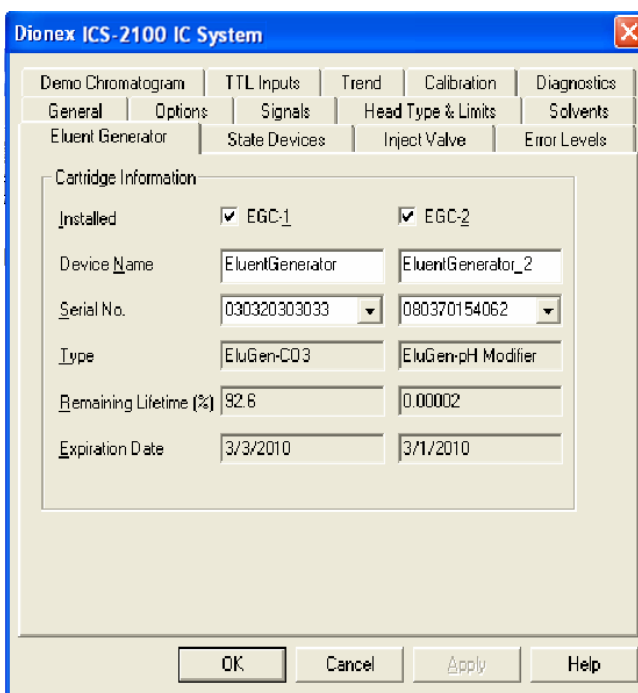 Dionex ICS-2100 IC System
Demo Chromatogram TTL Inputs Trend Calibration Diagnostics
General Options Signals Head Type & Limits Solvents
Eluent Generator State Devices Inject Valve Error Levels
Cartridge Information
Installed EGC-1 EGC-2
Device Name EluentGenerator EluentGenerator_2
Serial No. 030320303033 080370154062
Type EluGen-CO3 EluGen-pH Modifier
Remaining Lifetime (%) 92.6 0.00002
Expiration Date 3/3/2010 3/1/2010
OK Cancel Apply Help